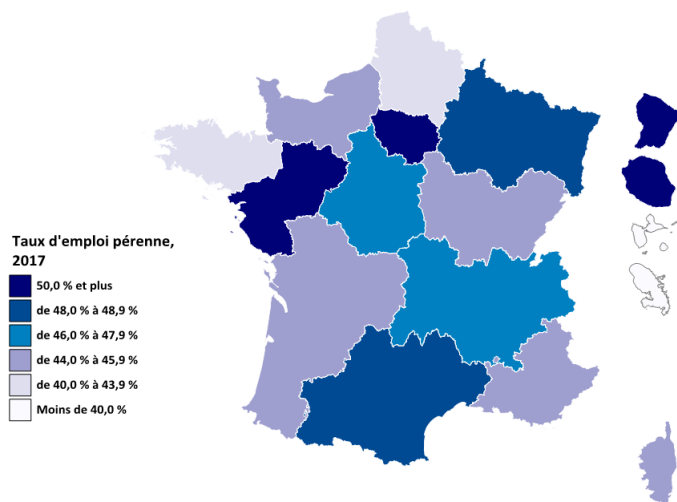 Taux d'emploi pérenne,
2017
50,0 % et plus
de 48,0 % à 48,9 %
de 46,0 % à 47,9 %
de 44,0 % à 45,9 %
de 40,0 % à 43,9 %
Moins de 40,0 %